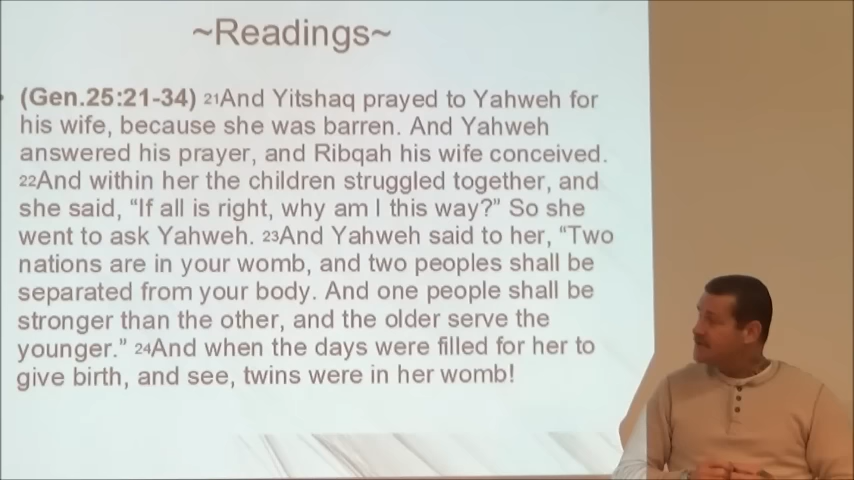 ~Readings~
(Gen.25:21-34) 21And Yitshaq prayed to Yahweh for
his wife, because she was barren. And Yahweh
answered his prayer, and Ribqah his wife conceived.
22And within her the children struggled together, and
she said, “If all is right, why am I this way?” So she
went to ask Yahweh. 23And Yahweh said to her, “Two
nations are in your womb, and two peoples shall be
separated from your body. And one people shall be
stronger than the other, and the older serve the
younger.” 24And when the days were filled for her to
give birth, and see, twins were in her womb!